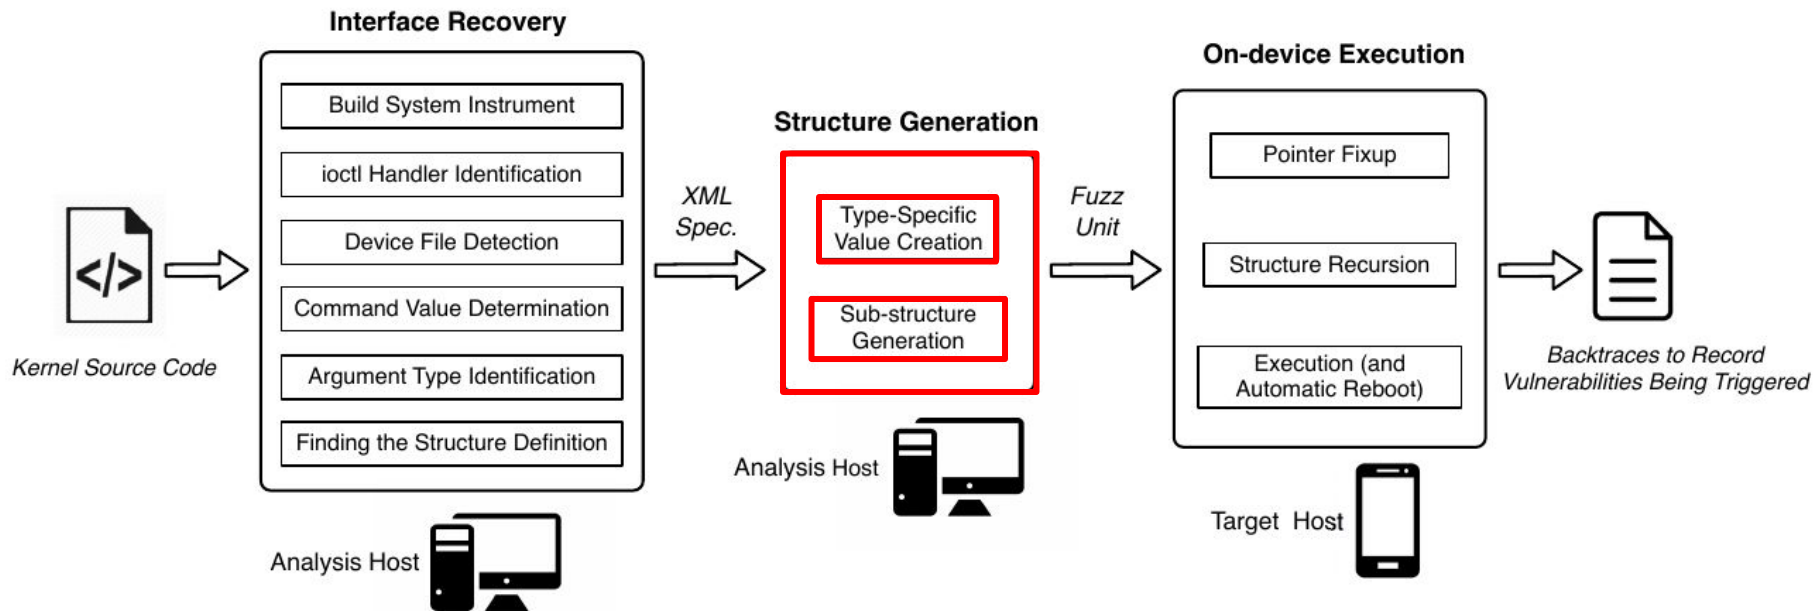 Interface Recovery
Build System Instrument
ioctl Handler Identification
Device File Detection
Command Value Determination
Argument Type Identification
Finding the Structure Definition
</>
Kernel Source Code
Analysis Host
XML
Spec.
Structure Generation
Type-Specific
Value Creation
Sub-structure
Generation
Analysis Host
Fuzz
Unit
On-device Execution
Pointer Fixup
Structure Recursion
Execution (and
Automatic Reboot)
Target Host
Backtraces to Record
Vulnerabilities Being Triggered